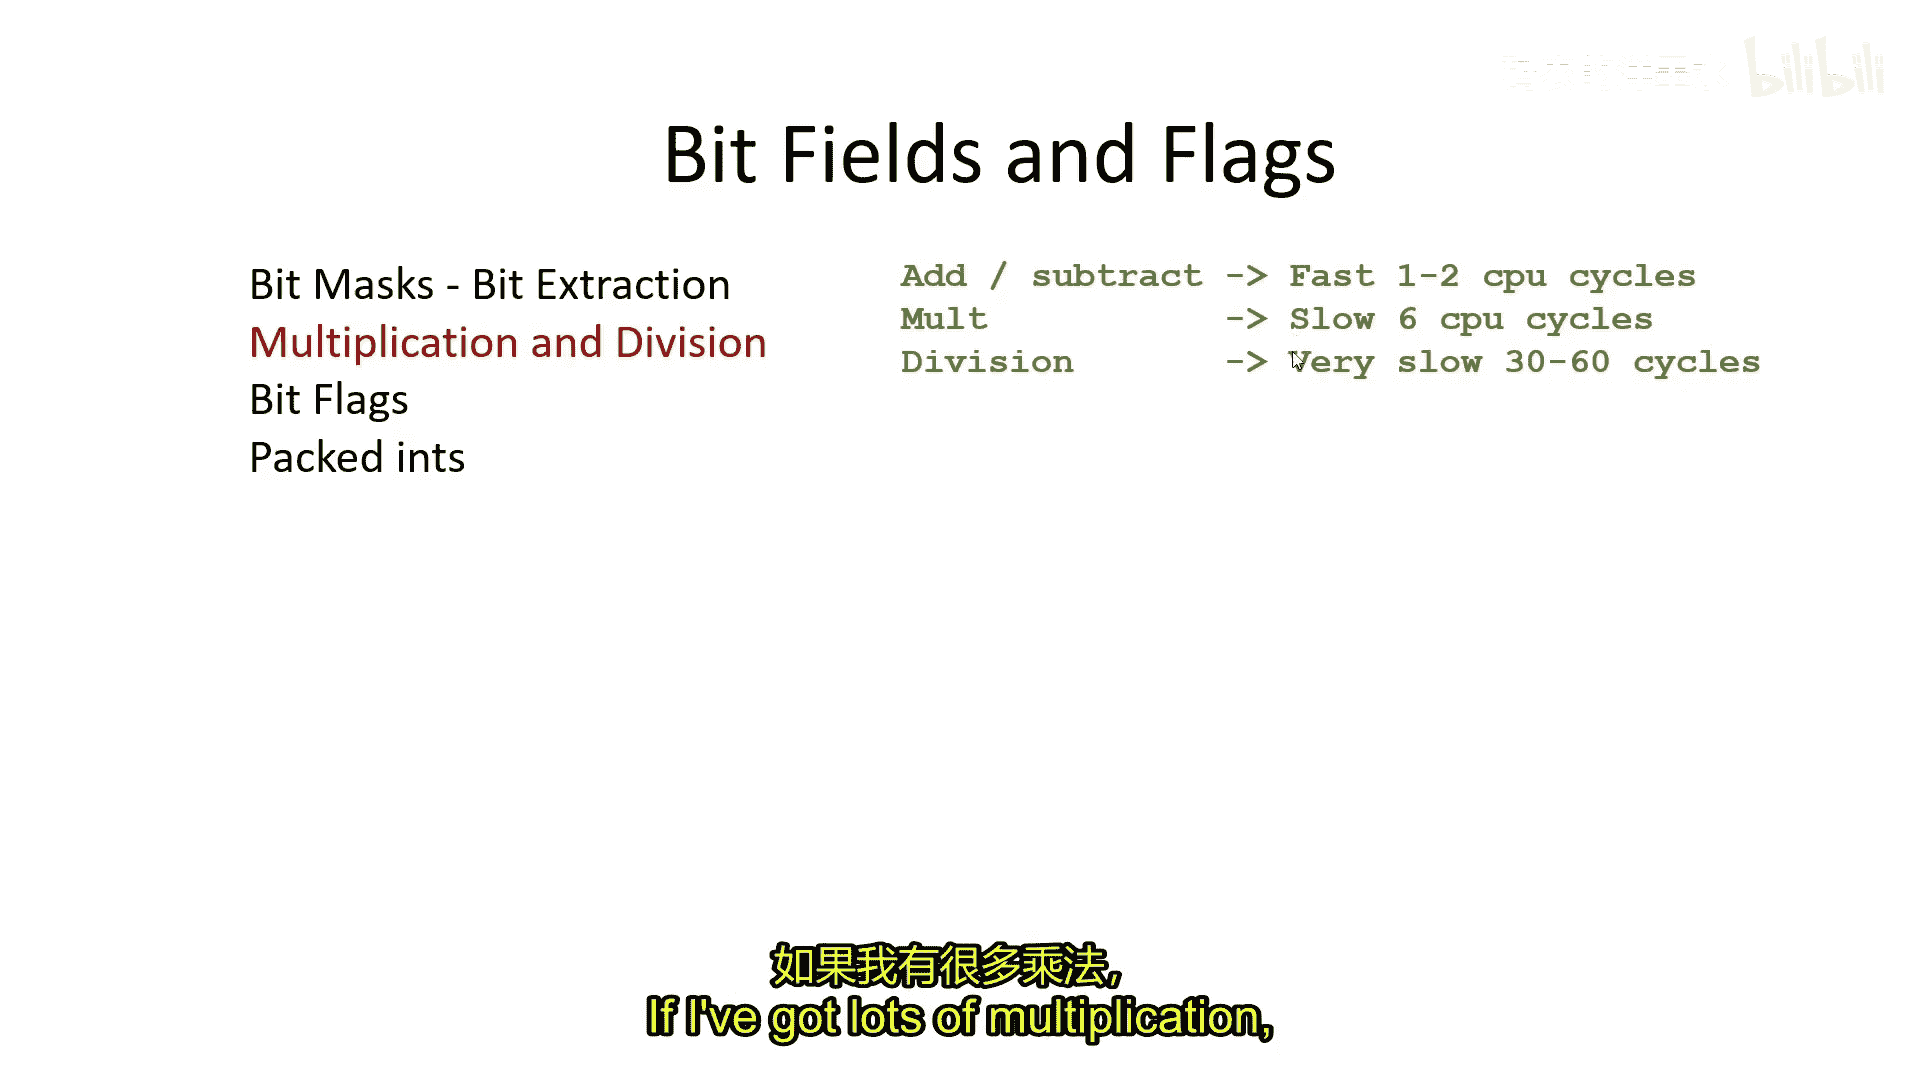 bilibili
Bit Fields and Flags
Bit Masks - Bit Extraction
Multiplication and Division
Bit Flags
Packed ints
Add / subtract -> Fast 1-2 cpu cycles
Mult -> Slow 6 cpu cycles
Division -> Very slow 30-60 cycles
如果我有很多乘法,
If I've got lots of multiplication,